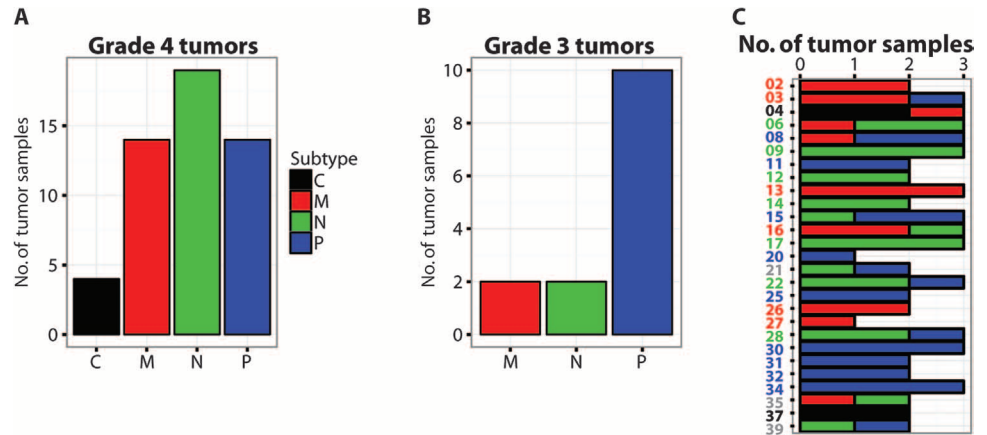 A
Grade 4 tumors
No. of tumor samples
15
10
5
0
C
M
N
P
Subtype
C
M
N
P
B
Grade 3 tumors
No. of tumor samples
10
8
6
4
2
0
M
N
P
C
No. of tumor samples
0 1 2 3
02
03
04
06
08
09
11
12
13
14
15
16
17
20
21
22
25
26
27
28
30
31
32
34
35
37
39